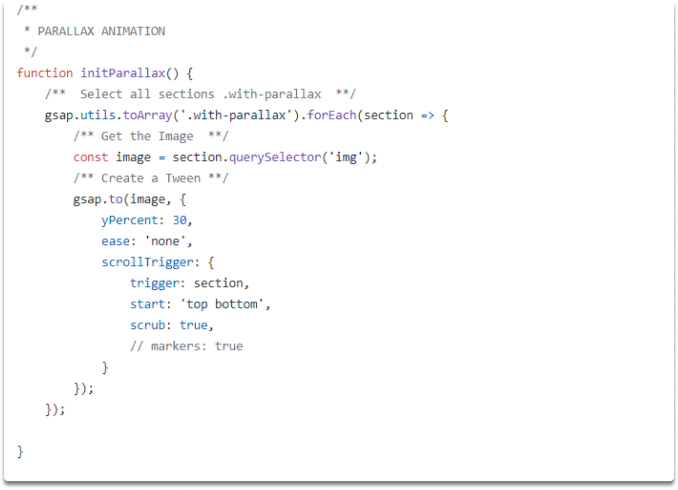 /**
 * PARALLAX ANIMATION
 */
function initParallax() {
    /**  Select all sections .with-parallax  **/
    gsap.utils.toArray('.with-parallax').forEach(section => {
        /** Get the Image  **/
        const image = section.querySelector('img');
        /** Create a Tween **/
        gsap.to(image, {
            yPercent: 30,
            ease: 'none',
            scrollTrigger: {
                trigger: section,
                start: 'top bottom',
                scrub: true,
                // markers: true
            }
        });
    });

}